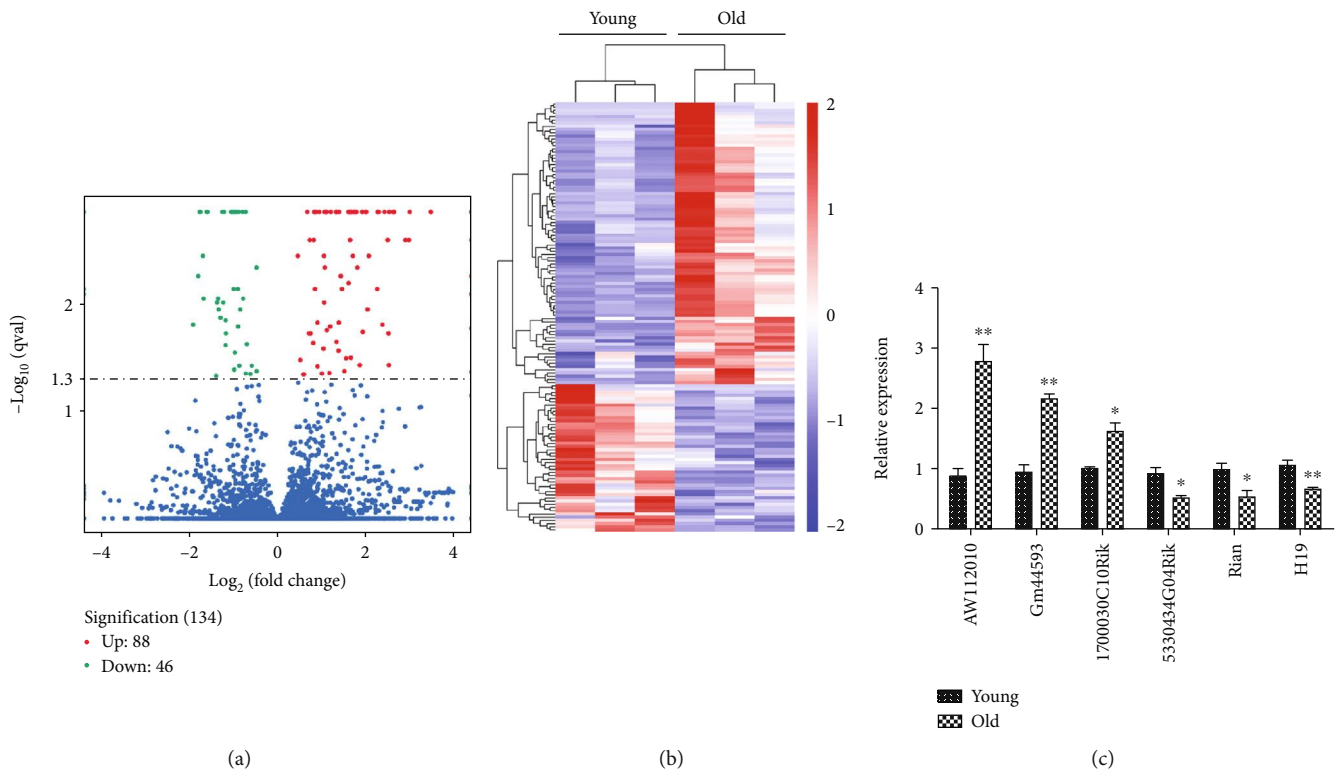 −Log10 (qval)
2
1.3
1
−4
−2
0
2
4
Log2 (fold change)
Signification (134)
Up: 88
Down: 46
(a)
Young
Old
2
1
0
−1
−2
(b)
Relative expression
4
3
2
1
0
**
**
*
*
*
**
AW112010
Gm44593
1700030C10Rik
5330434G04Rik
Rian
H19
Young
Old
(c)